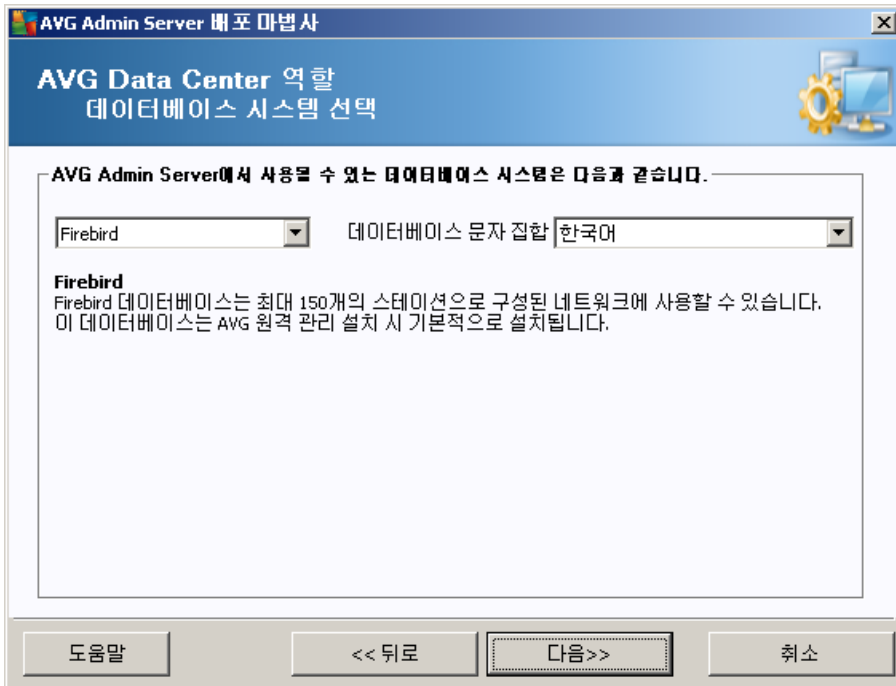 AVG Admin Server 배포 마법사
AVG Data Center 역할
데이터베이스 시스템 선택
AVG Admin Server에서 사용될 수 있는 데이터베이스 시스템은 다음과 같습니다.
Firebird 데이터베이스 문자 집합 한국어
Firebird
Firebird 데이터베이스는 최대 150개의 스테이션으로 구성된 네트워크에 사용할 수 있습니다.
이 데이터베이스는 AVG 원격 관리 설치 시 기본적으로 설치됩니다.
도움말 << 뒤로 다음>> 취소